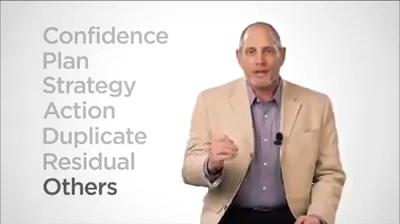 Confidence
Plan
Strategy
Action
Duplicate
Residual
Others